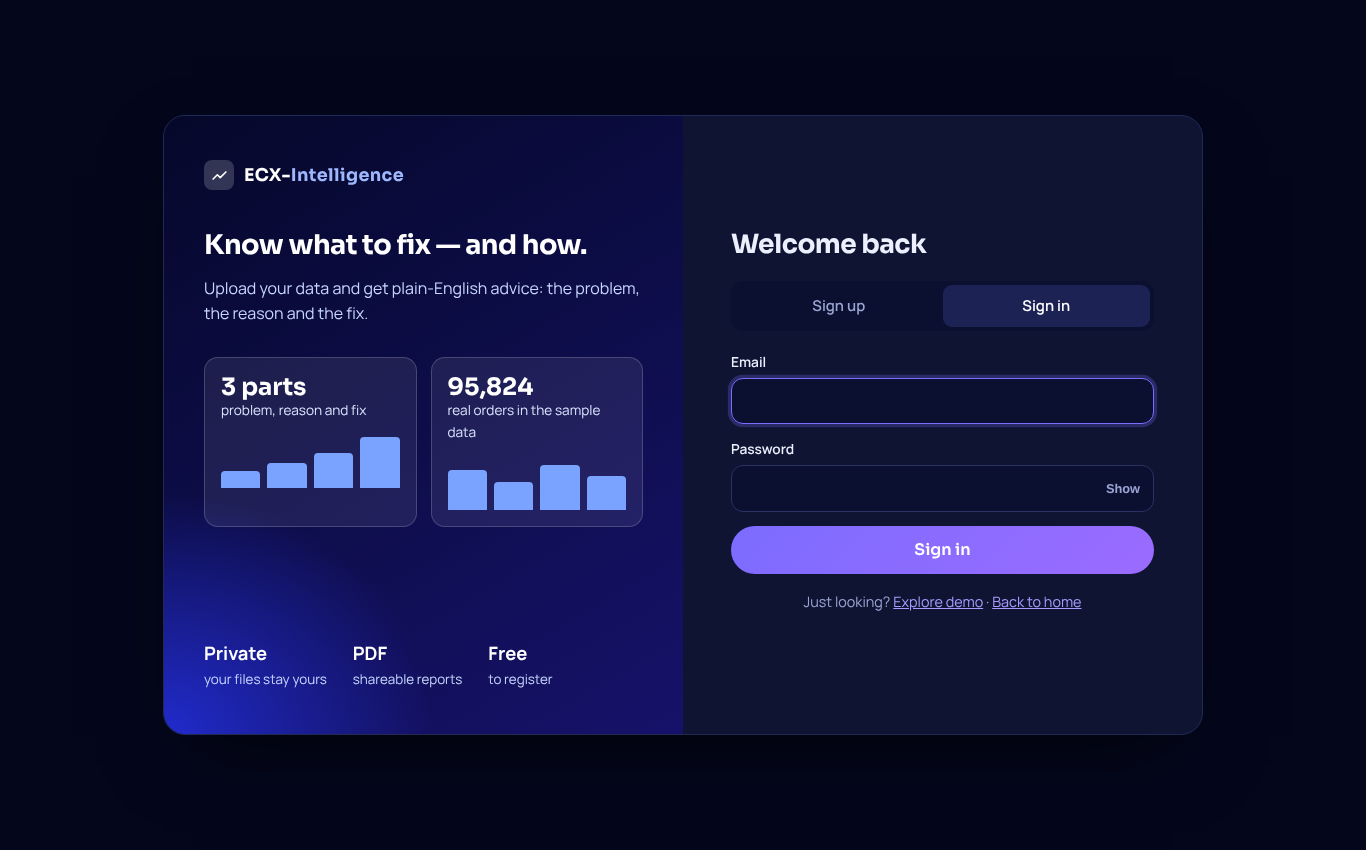 ECX-Intelligence
Know what to fix — and how.
Upload your data and get plain-English advice: the problem,
the reason and the fix.
3 parts
problem, reason and fix
95,824
real orders in the sample
data
Private
your files stay yours
PDF
shareable reports
Free
to register
Welcome back
Sign up
Sign in
Email
Password
Show
Sign in
Just looking? Explore demo · Back to home